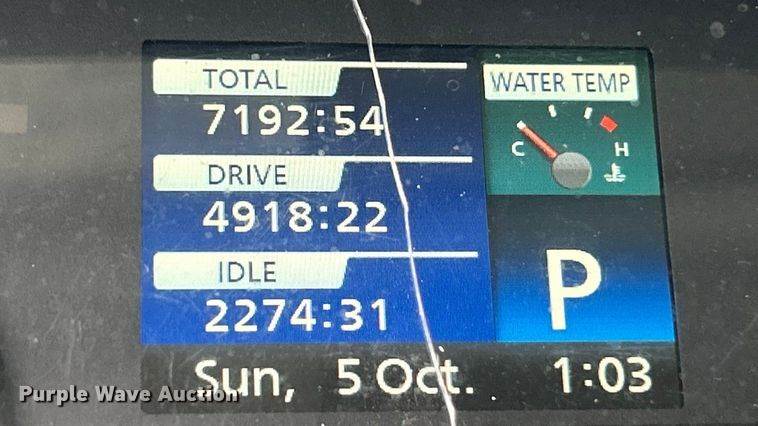 TOTAL
7192:54
DRIVE
4918:22
IDLE
2274:31
WATER TEMP
C H
P
Sun, 5 Oct. 1:03
Purple Wave Auction